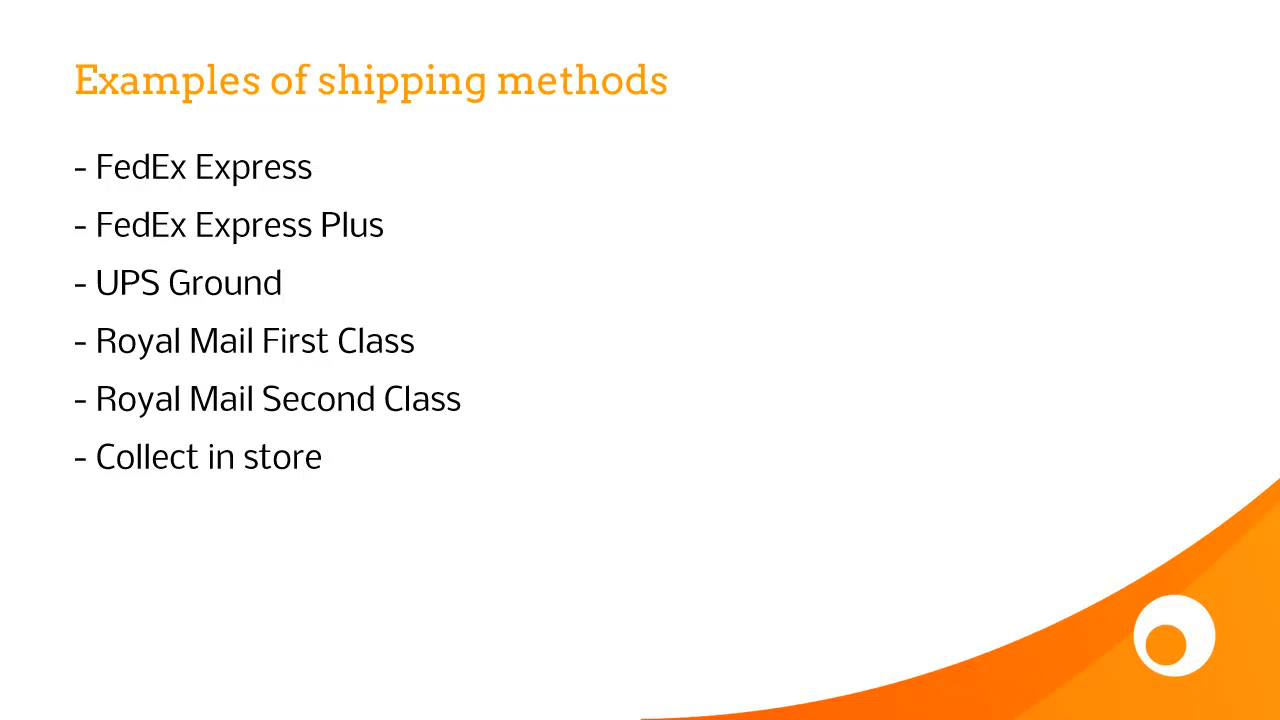 Examples of shipping methods
- FedEx Express
- FedEx Express Plus
- UPS Ground
- Royal Mail First Class
- Royal Mail Second Class
- Collect in store